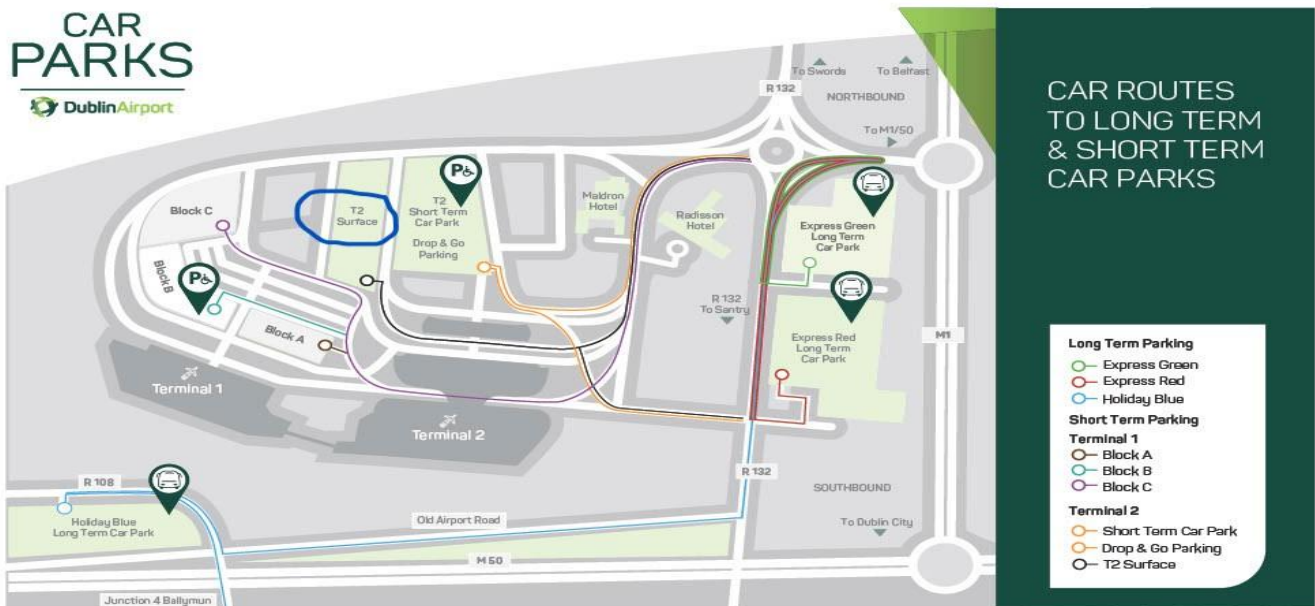 CAR
PARKS
DublinAirport
CAR ROUTES
TO LONG TERM
& SHORT TERM
CAR PARKS
To Swords
To Belfast
R 132
NORTHBOUND
To M1/50
Block C
T2
Surface
T2
Short Term
Car Park
Drop & Go
Parking
P
Maldron
Hotel
Radisson
Hotel
Express Green
Long Term
Car Park
Block B
P
Block A
R 132
To Santry
Express Red
Long Term
Car Park
M1
Terminal 1
Terminal 2
R 108
Holiday Blue
Long Term Car Park
Old Airport Road
R 132
SOUTHBOUND
To Dublin City
M 50
Junction 4 Ballymun
Long Term Parking
Express Green
Express Red
Holiday Blue
Short Term Parking
Terminal 1
Block A
Block B
Block C
Terminal 2
Short Term Car Park
Drop & Go Parking
T2 Surface